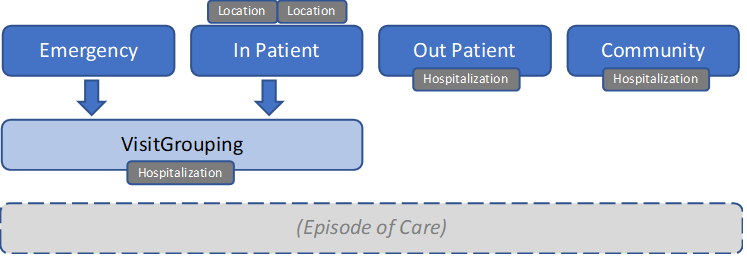 Location Location
Emergency In Patient Out Patient Community
Hospitalization Hospitalization
VisitGrouping
Hospitalization
(Episode of Care)